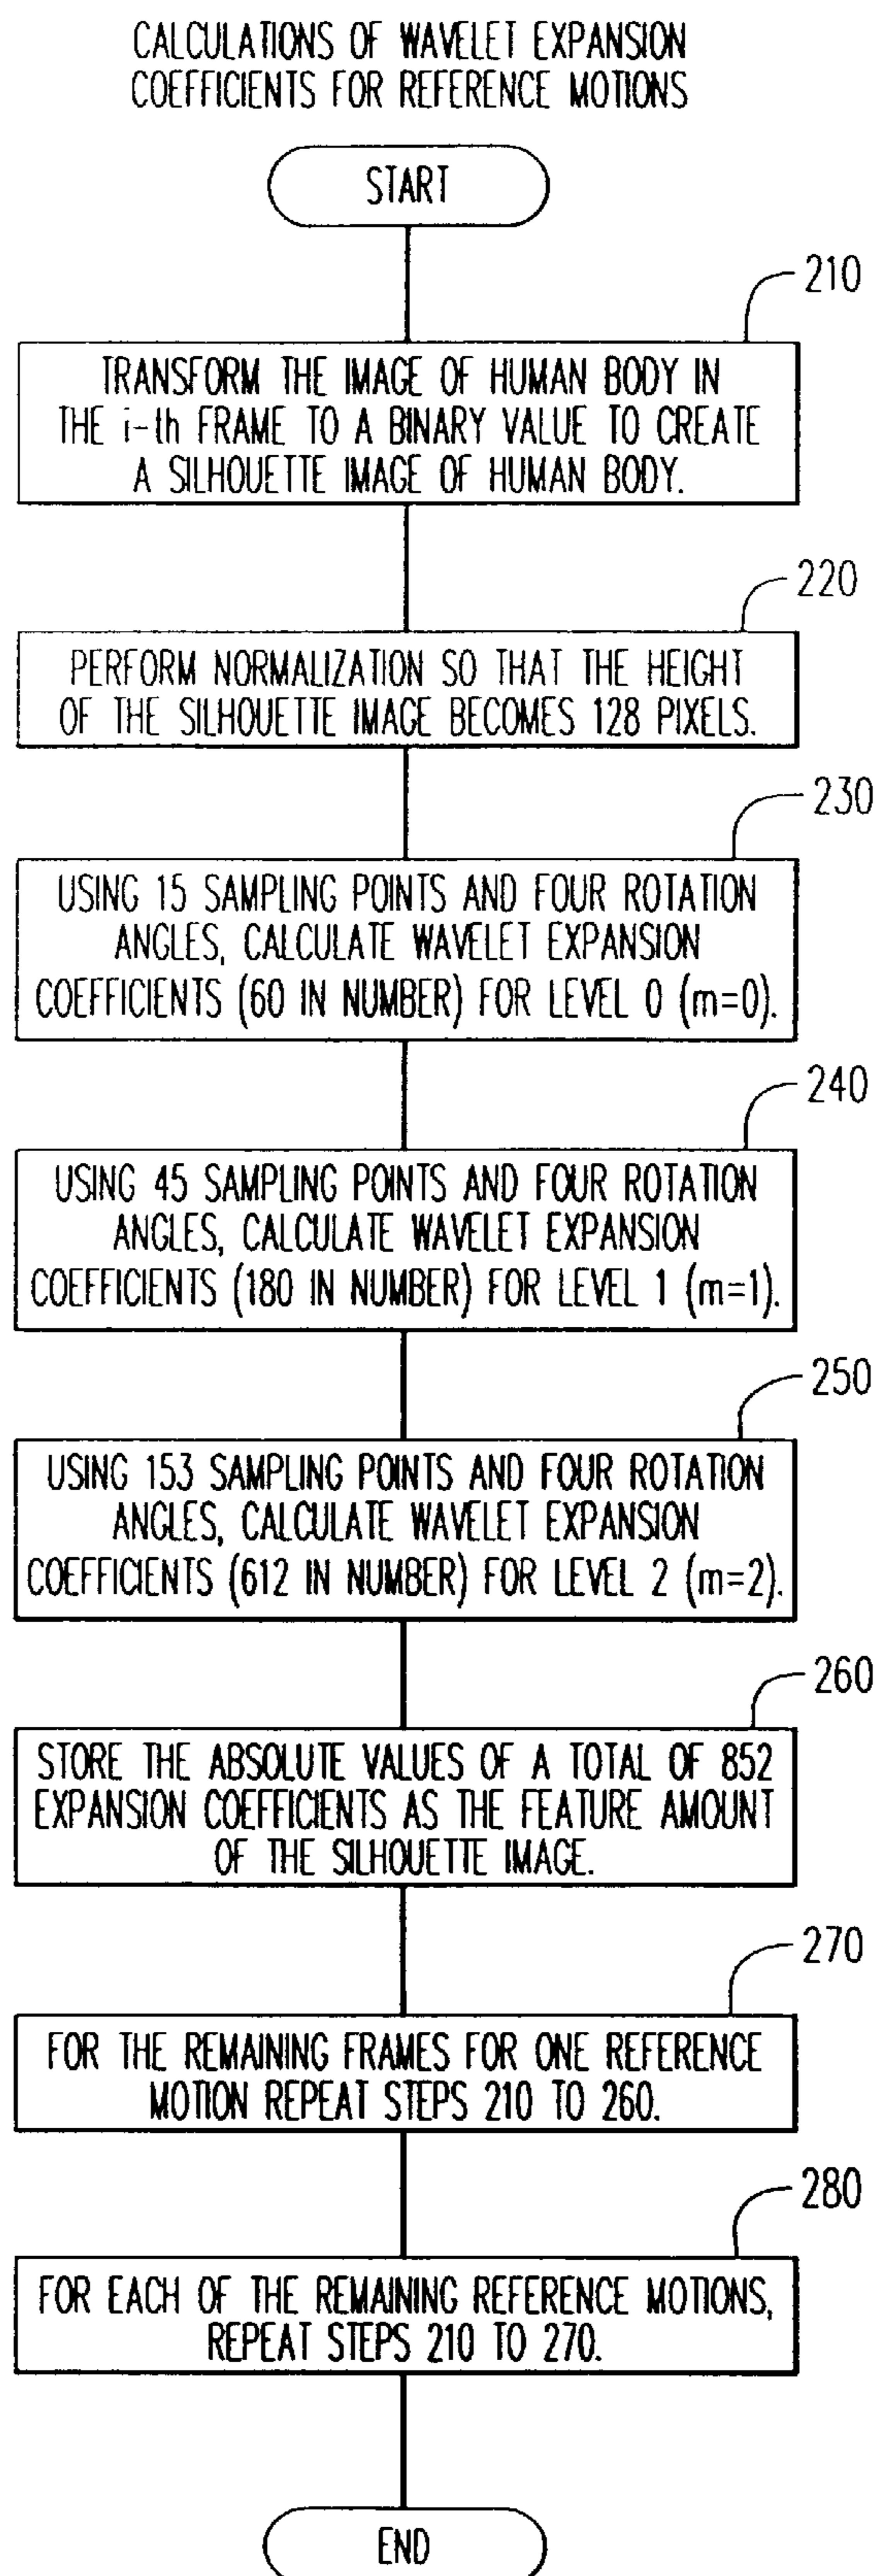 CALCULATIONS OF WAVELET EXPANSION
COEFFICIENTS FOR REFERENCE MOTIONS
START
210
TRANSFORM THE IMAGE OF HUMAN BODY IN
THE i-th FRAME TO A BINARY VALUE TO CREATE
A SILHOUETTE IMAGE OF HUMAN BODY.
220
PERFORM NORMALIZATION SO THAT THE HEIGHT
OF THE SILHOUETTE IMAGE BECOMES 128 PIXELS.
230
USING 15 SAMPLING POINTS AND FOUR ROTATION
ANGLES, CALCULATE WAVELET EXPANSION
COEFFICIENTS (60 IN NUMBER) FOR LEVEL 0 (m=0).
240
USING 45 SAMPLING POINTS AND FOUR ROTATION
ANGLES, CALCULATE WAVELET EXPANSION
COEFFICIENTS (180 IN NUMBER) FOR LEVEL 1 (m=1).
250
USING 153 SAMPLING POINTS AND FOUR ROTATION
ANGLES, CALCULATE WAVELET EXPANSION
COEFFICIENTS (612 IN NUMBER) FOR LEVEL 2 (m=2).
260
STORE THE ABSOLUTE VALUES OF A TOTAL OF 852
EXPANSION COEFFICIENTS AS THE FEATURE AMOUNT
OF THE SILHOUETTE IMAGE.
270
FOR THE REMAINING FRAMES FOR ONE REFERENCE
MOTION REPEAT STEPS 210 TO 260.
280
FOR EACH OF THE REMAINING REFERENCE MOTIONS,
REPEAT STEPS 210 TO 270.
END